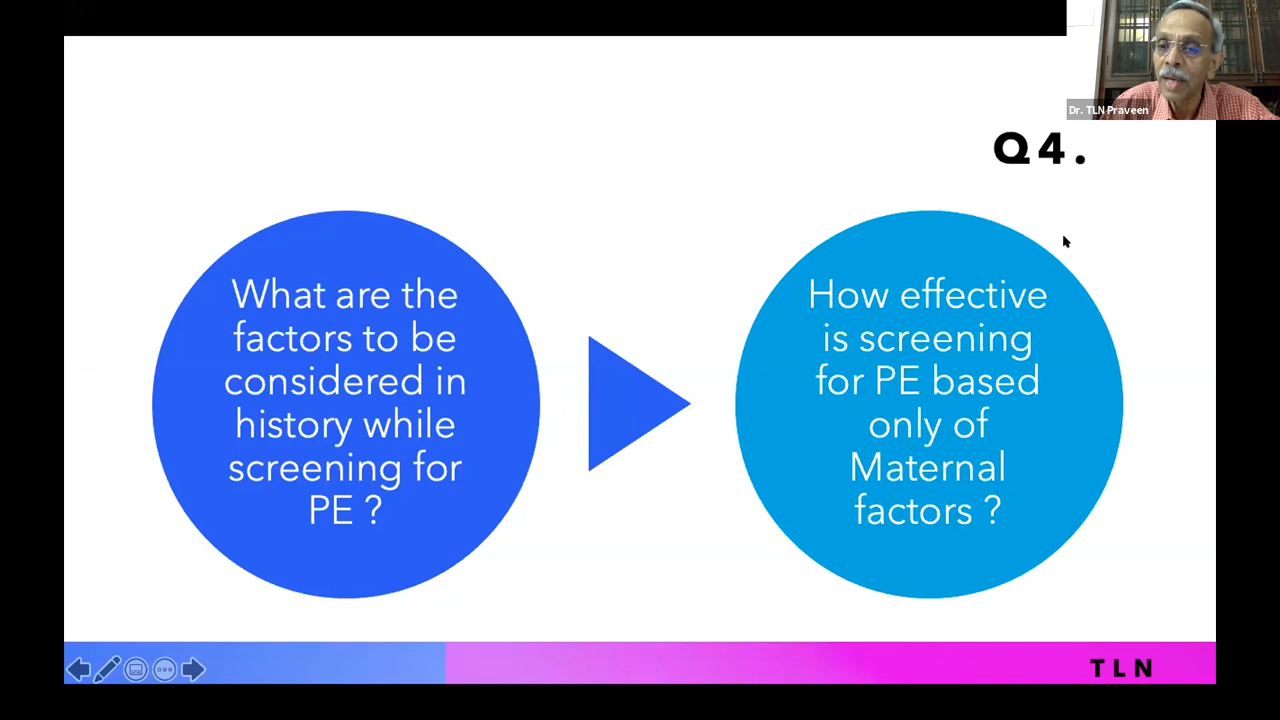 Dr. TLN Praveen
Q4.
What are the
factors to be
considered in
history while
screening for
PE ?
How effective
is screening
for PE based
only of
Maternal
factors ?
TLN